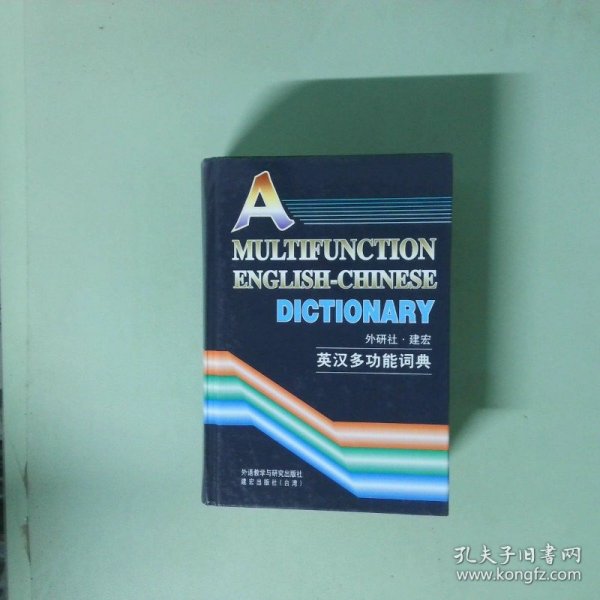 A
MULTIFUNCTION
ENGLISH-CHINESE
DICTIONARY
外研社·建宏
英汉多功能词典
外语教学与研究出版社
建宏出版社(台湾)
孔夫子旧书网
www.kongfz.com